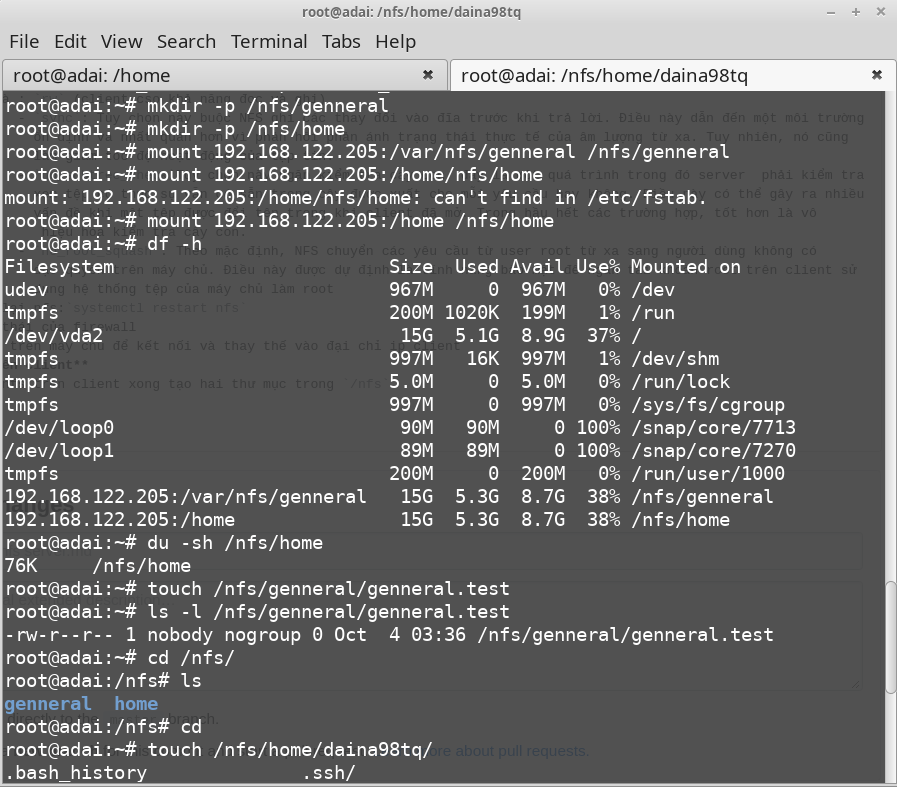 root@adai: /nfs/home/daina98tq
File Edit View Search Terminal Tabs Help
root@adai: /home
root@adai: /nfs/home/daina98tq
root@adai:~# mkdir -p /nfs/genneral
root@adai:~# mkdir -p /nfs/home
root@adai:~# mount 192.168.122.205:/var/nfs/genneral /nfs/genneral
root@adai:~# mount 192.168.122.205:/home/nfs/home
mount: 192.168.122.205:/home/nfs/home: can't find in /etc/fstab.
root@adai:~# mount 192.168.122.205:/home /nfs/home
root@adai:~# df -h
Filesystem Size Used Avail Use% Mounted on
udev 967M 0 967M 0% /dev
tmpfs 200M 1020K 199M 1% /run
/dev/vda2 15G 5.1G 8.9G 37% /
tmpfs 997M 16K 997M 1% /dev/shm
tmpfs 5.0M 0 5.0M 0% /run/lock
tmpfs 997M 0 997M 0% /sys/fs/cgroup
/dev/loop0 90M 90M 0 100% /snap/core/7713
/dev/loop1 89M 89M 0 100% /snap/core/7270
tmpfs 200M 0 200M 0% /run/user/1000
192.168.122.205:/var/nfs/genneral 15G 5.3G 8.7G 38% /nfs/genneral
192.168.122.205:/home 15G 5.3G 8.7G 38% /nfs/home
root@adai:~# du -sh /nfs/home
76K /nfs/home
root@adai:~# touch /nfs/genneral/genneral.test
root@adai:~# ls -l /nfs/genneral/genneral.test
-rw-r--r-- 1 nobody nogroup 0 Oct 4 03:36 /nfs/genneral/genneral.test
root@adai:~# cd /nfs/
root@adai:/nfs# ls
genneral home
root@adai:/nfs# cd
root@adai:~# touch /nfs/home/daina98tq/
.bash_history .ssh/